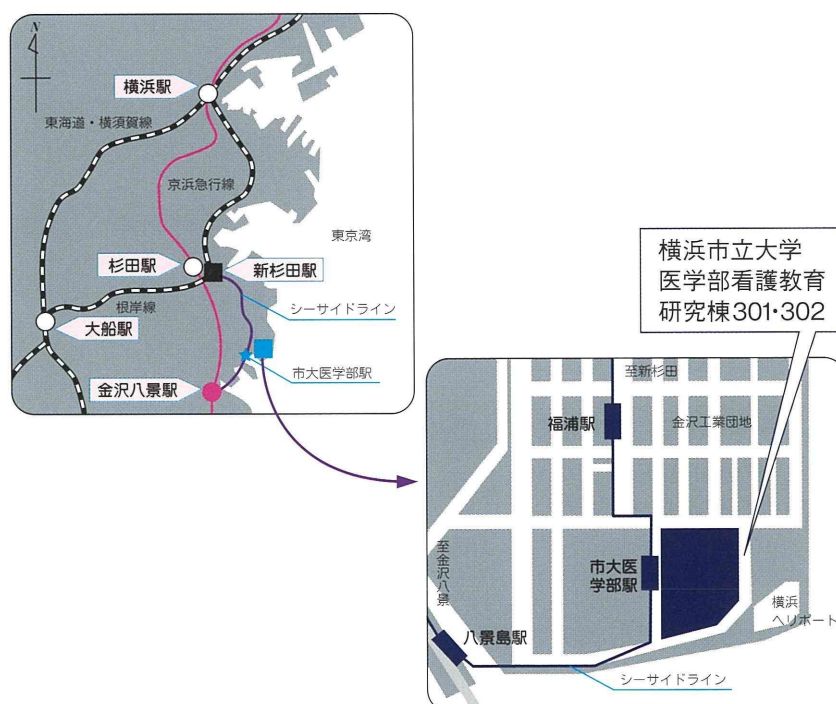 N
横浜駅
東海道・横須賀線
京浜急行線
東京湾
杉田駅
新杉田駅
根岸線
シーサイドライン
大船駅
市大医学部駅
金沢八景駅
横浜市立大学
医学部看護教育
研究棟301・302
至新杉田
福浦駅
金沢工業団地
至金沢八景
市大医
学部駅
横浜
ヘリポート
八景島駅
シーサイドライン